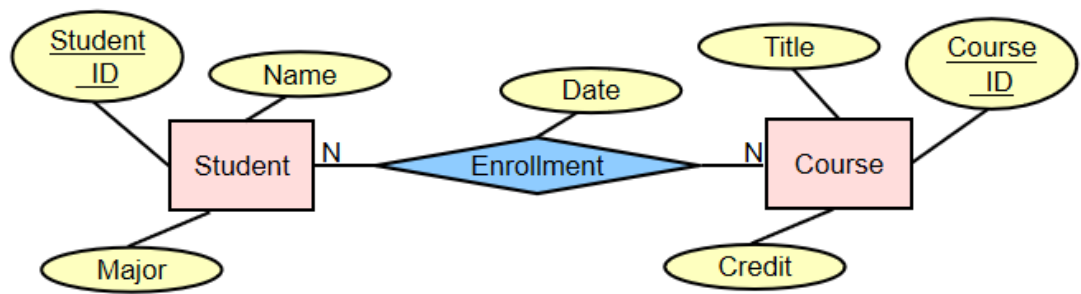 Student
ID
Name
Date
Title
Course
ID
Student
N
Enrollment
N
Course
Major
Credit